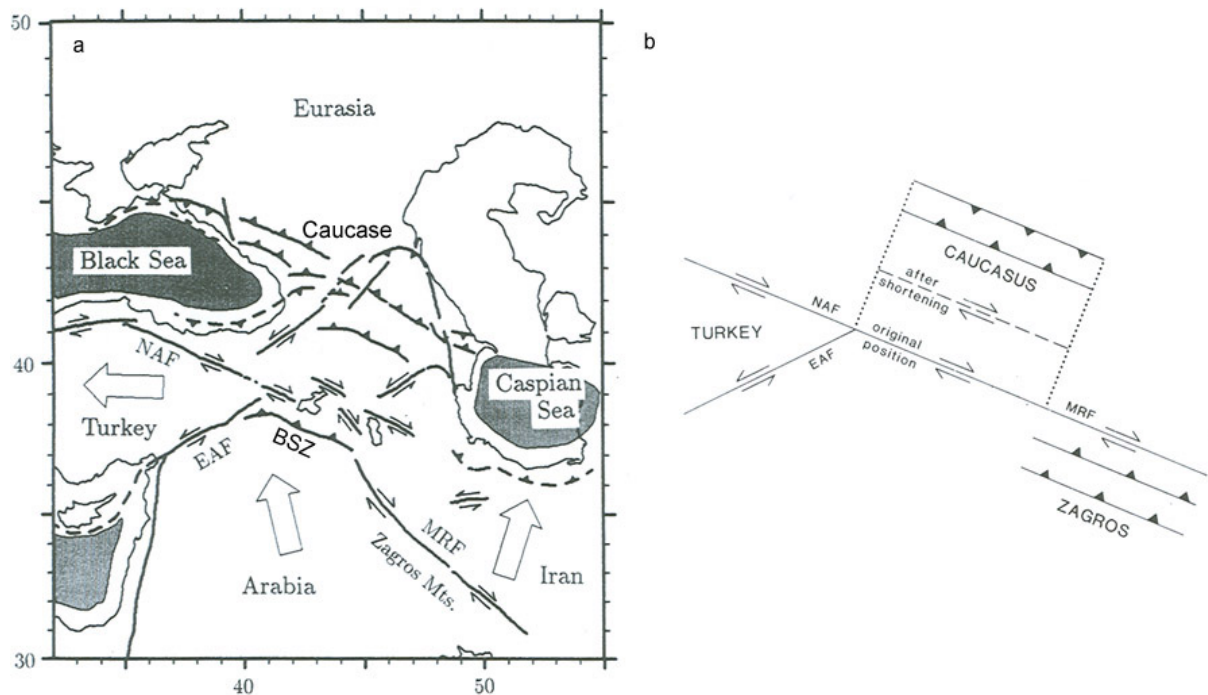 a
50
40
30
40
50
Eurasia
Caucase
Black Sea
NAF
Caspian
Sea
Turkey
EAF
BSZ
MRF
Zagros Mts.
Arabia
Iran
b
CAUCASUS
after
shortening
NAF
TURKEY
original
position
EAF
MRF
ZAGROS